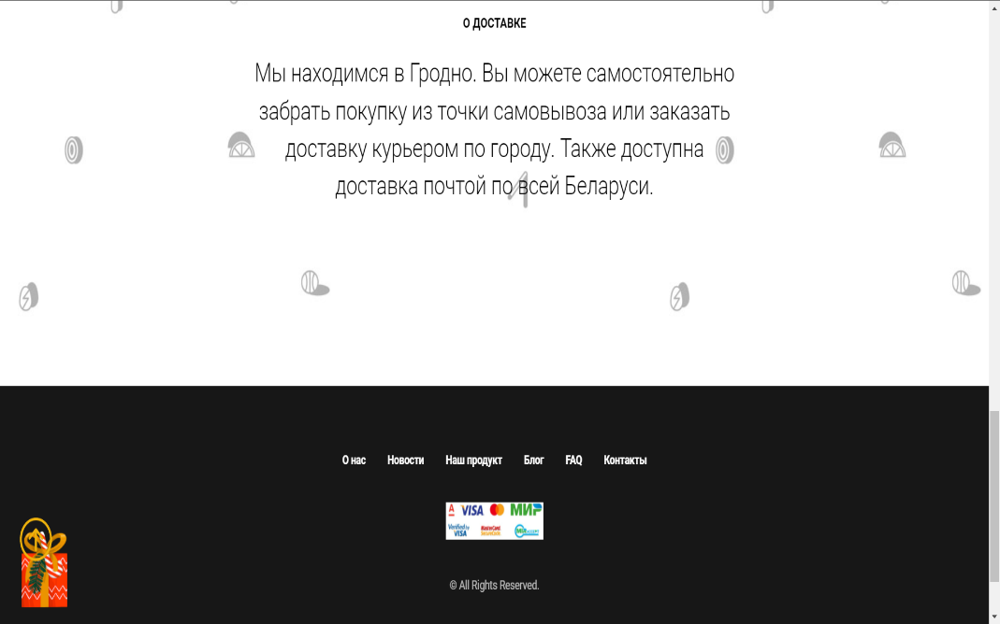 О ДОСТАВКЕ
Мы находимся в Гродно. Вы можете самостоятельно
забрать покупку из точки самовывоза или заказать
доставку курьером по городу. Также доступна
доставка почтой по всей Беларуси.
О нас Новости Наш продукт Блог FAQ Контакты
A VISA МИР
Verified by VISA MasterCard SecureCode MIR ACCEPT
© All Rights Reserved.